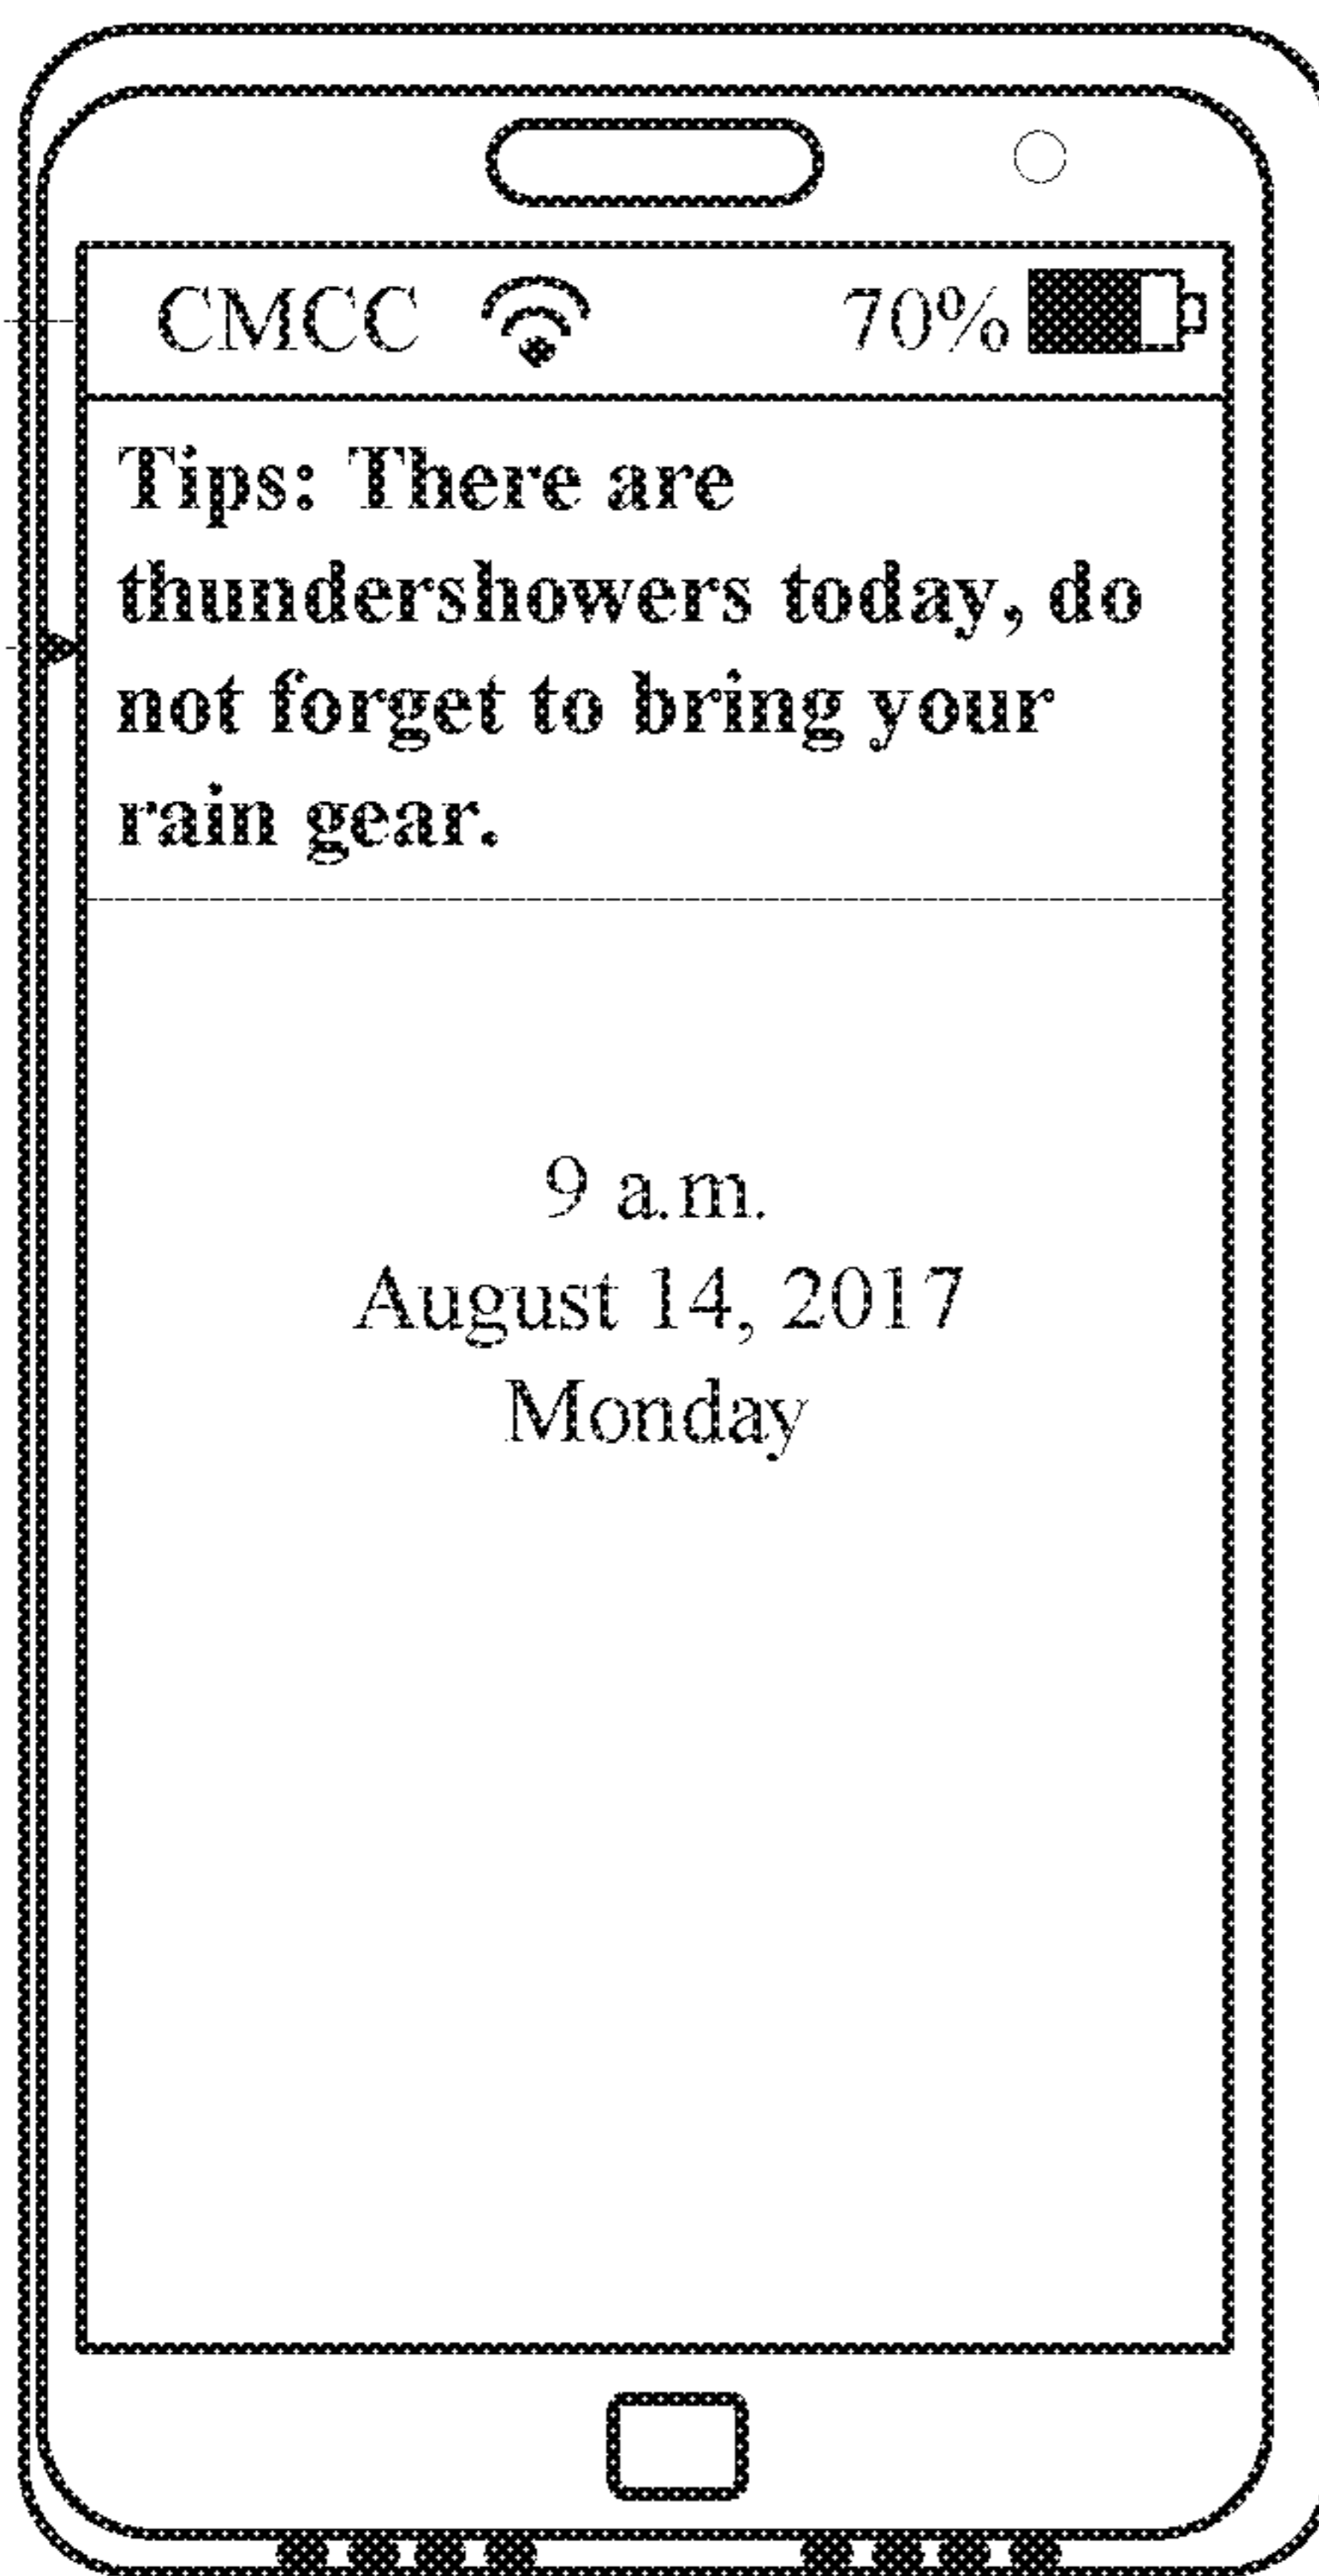 CMCC 70%
Tips: There are
thundershowers today, do
not forget to bring your
rain gear.
9 a.m.
August 14, 2017
Monday